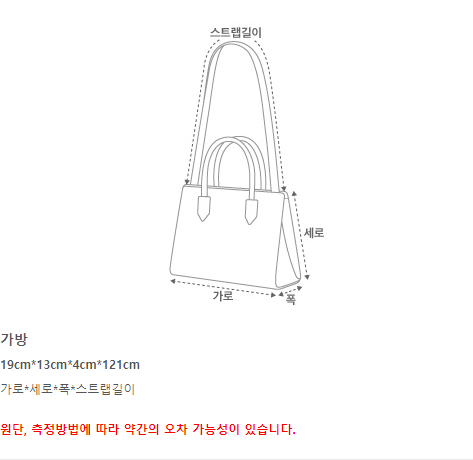 스트랩길이
세로
가로
폭
가방
19cm*13cm*4cm*121cm
가로*세로*폭*스트랩길이
원단, 측정방법에 따라 약간의 오차 가능성이 있습니다.